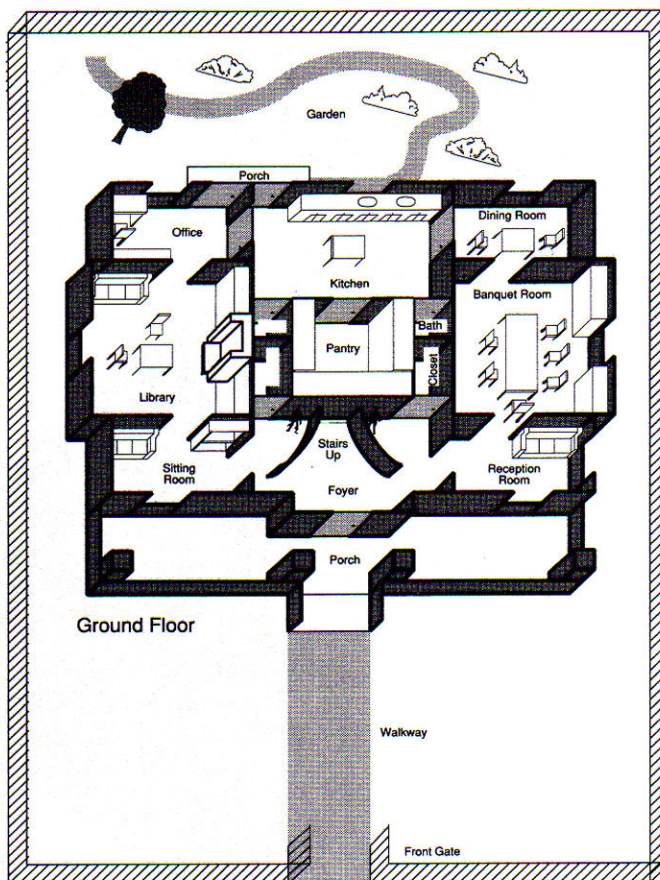 Garden
Porch
Office
Dining Room
Kitchen
Banquet Room
Bath
Pantry
Closet
Library
Stairs
Up
Sitting
Room
Reception
Room
Foyer
Porch
Ground Floor
Walkway
Front Gate